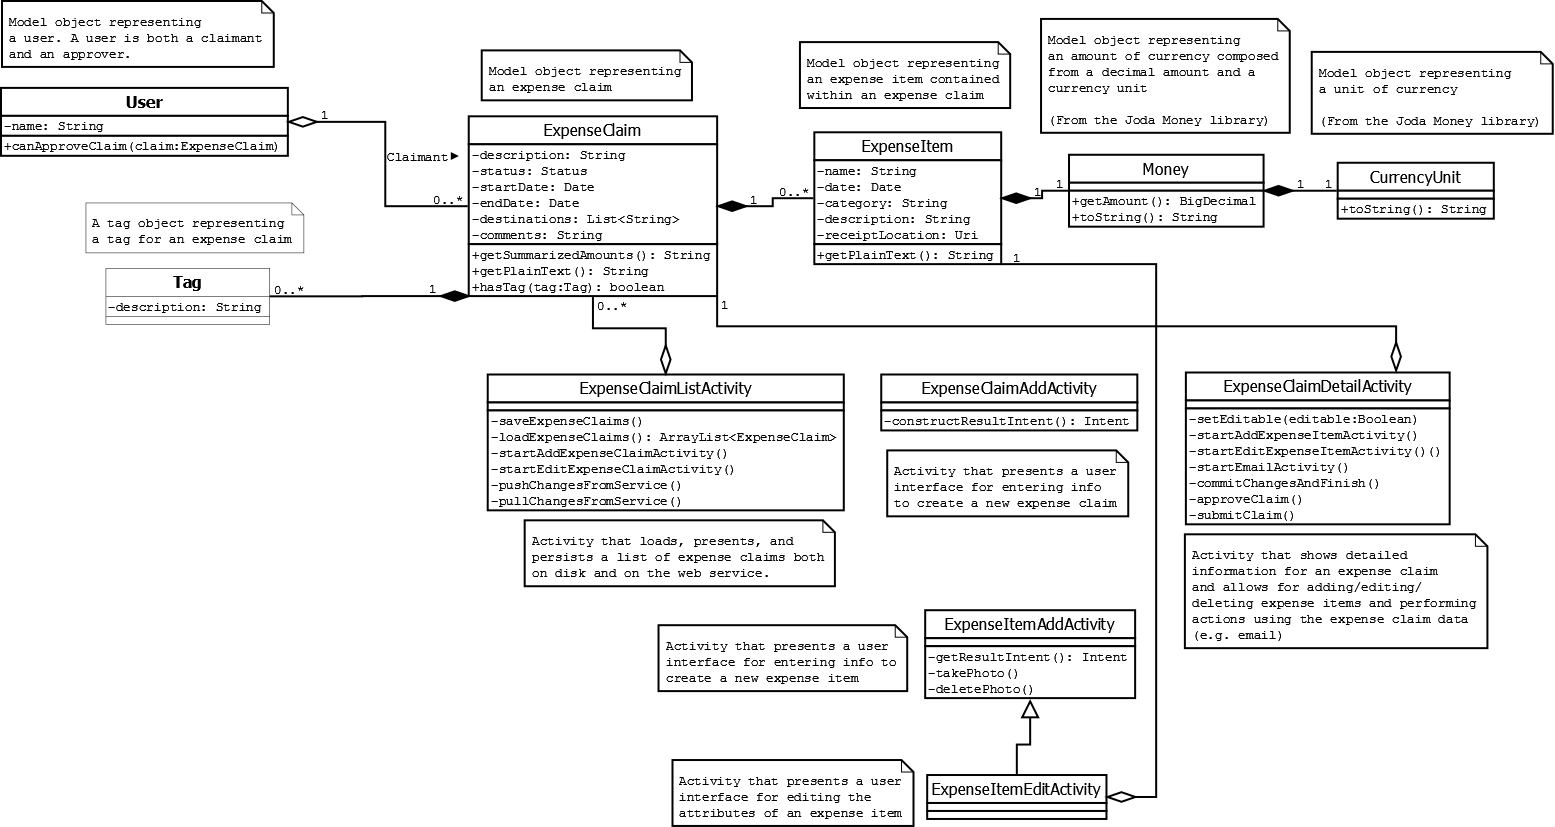 Model object representing
a user. A user is both a claimant
and an approver.
User
-name: String
+canApproveClaim(claim:ExpenseClaim)
1
Claimant
0..*
Model object representing
an expense claim
ExpenseClaim
-description: String
-status: Status
-startDate: Date
-endDate: Date
-destinations: List<String>
-comments: String
+getSummarizedAmounts(): String
+getPlainText(): String
+hasTag(tag:Tag): boolean
1
0..*
Model object representing
an expense item contained
within an expense claim
ExpenseItem
-name: String
-date: Date
-category: String
-description: String
-receiptLocation: Uri
+getPlainText(): String
1
1
Model object representing
an amount of currency composed
from a decimal amount and a
currency unit
(From the Joda Money library)
Money
+getAmount(): BigDecimal
+toString(): String
1
1
Model object representing
a unit of currency
(From the Joda Money library)
CurrencyUnit
+toString(): String
A tag object representing
a tag for an expense claim
Tag
-description: String
0..*
1
0..*
1
1
ExpenseClaimListActivity
-saveExpenseClaims()
-loadExpenseClaims(): ArrayList<ExpenseClaim>
-startAddExpenseClaimActivity()
-startEditExpenseClaimActivity()
-pushChangesFromService()
-pullChangesFromService()
Activity that loads, presents, and
persists a list of expense claims both
on disk and on the web service.
ExpenseClaimAddActivity
-constructResultIntent(): Intent
Activity that presents a user
interface for entering info
to create a new expense claim
ExpenseClaimDetailActivity
-setEditable(editable:Boolean)
-startAddExpenseItemActivity()
-startEditExpenseItemActivity()()
-startEmailActivity()
-commitChangesAndFinish()
-approveClaim()
-submitClaim()
Activity that shows detailed
information for an expense claim
and allows for adding/editing/
deleting expense items and performing
actions using the expense claim data
(e.g. email)
Activity that presents a user
interface for entering info to
create a new expense item
ExpenseItemAddActivity
-getResultIntent(): Intent
-takePhoto()
-deletePhoto()
Activity that presents a user
interface for editing the
attributes of an expense item
ExpenseItemEditActivity